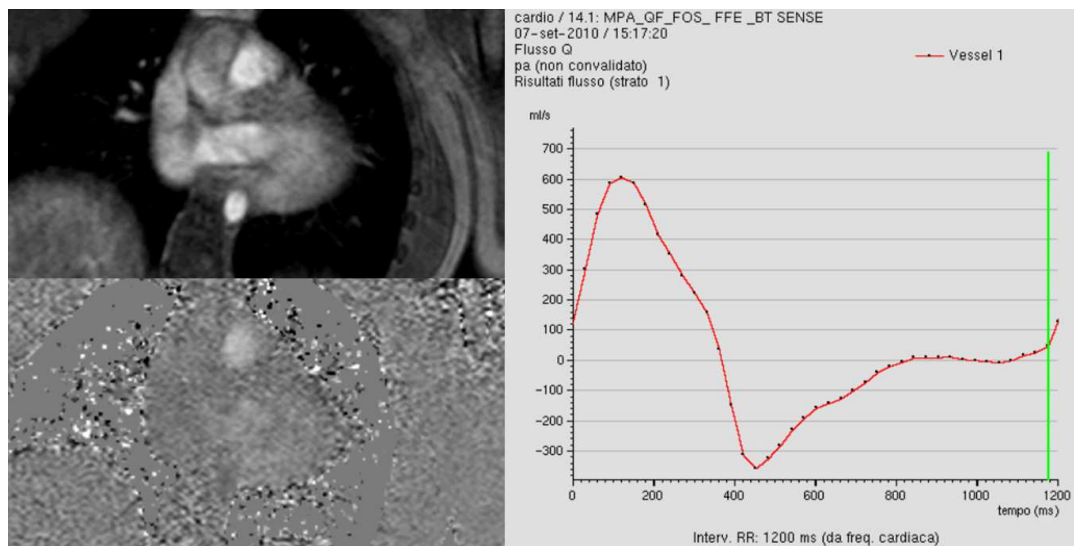 cardio / 14.1: MPA_QF_FOS_ FFE _BT SENSE
07-set-2010 / 15:17:20
Flusso Q
pa (non convalidato)
Risultati flusso (strato 1)
Vessel 1
ml/s
700
600
500
400
300
200
100
0
-100
-200
-300
0 200 400 600 800 1000 1200
tempo (ms)
Interv. RR: 1200 ms (da freq. cardiaca)